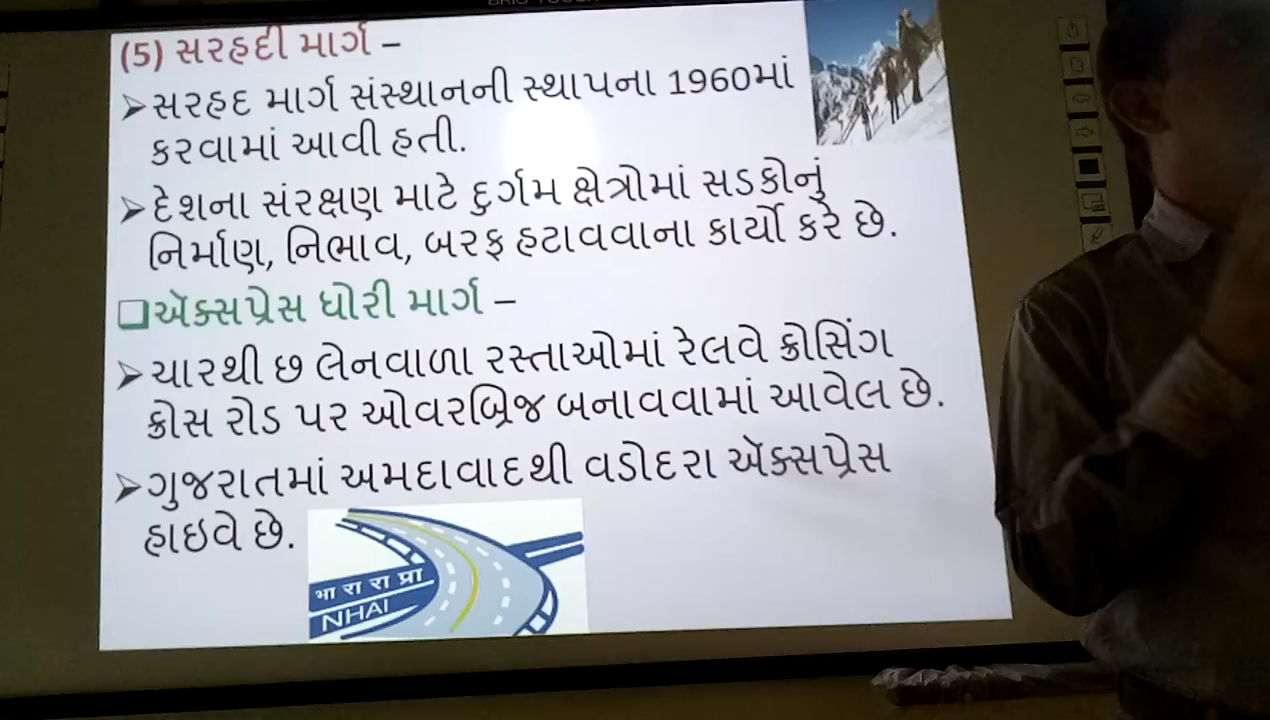 (5) સરહદી માર્ગ –
➢સરહદ માર્ગ સંસ્થાનની સ્થાપના 1960માં
કરવામાં આવી હતી.
➢દેશના સંરક્ષણ માટે દુર્ગમ ક્ષેત્રોમાં સડકોનું
નિર્માણ, નિભાવ, બરફ હટાવવાના કાર્યો કરે છે.
❑ઍક્સપ્રેસ ધોરી માર્ગ –
➢ચારથી છ લેનવાળા રસ્તાઓમાં રેલવે ક્રોસિંગ
ક્રોસ રોડ પર ઓવરબ્રિજ બનાવવામાં આવેલ છે.
➢ગુજરાતમાં અમદાવાદથી વડોદરા ઍક્સપ્રેસ
હાઇવે છે.
भा रा रा प्रा
NHAI